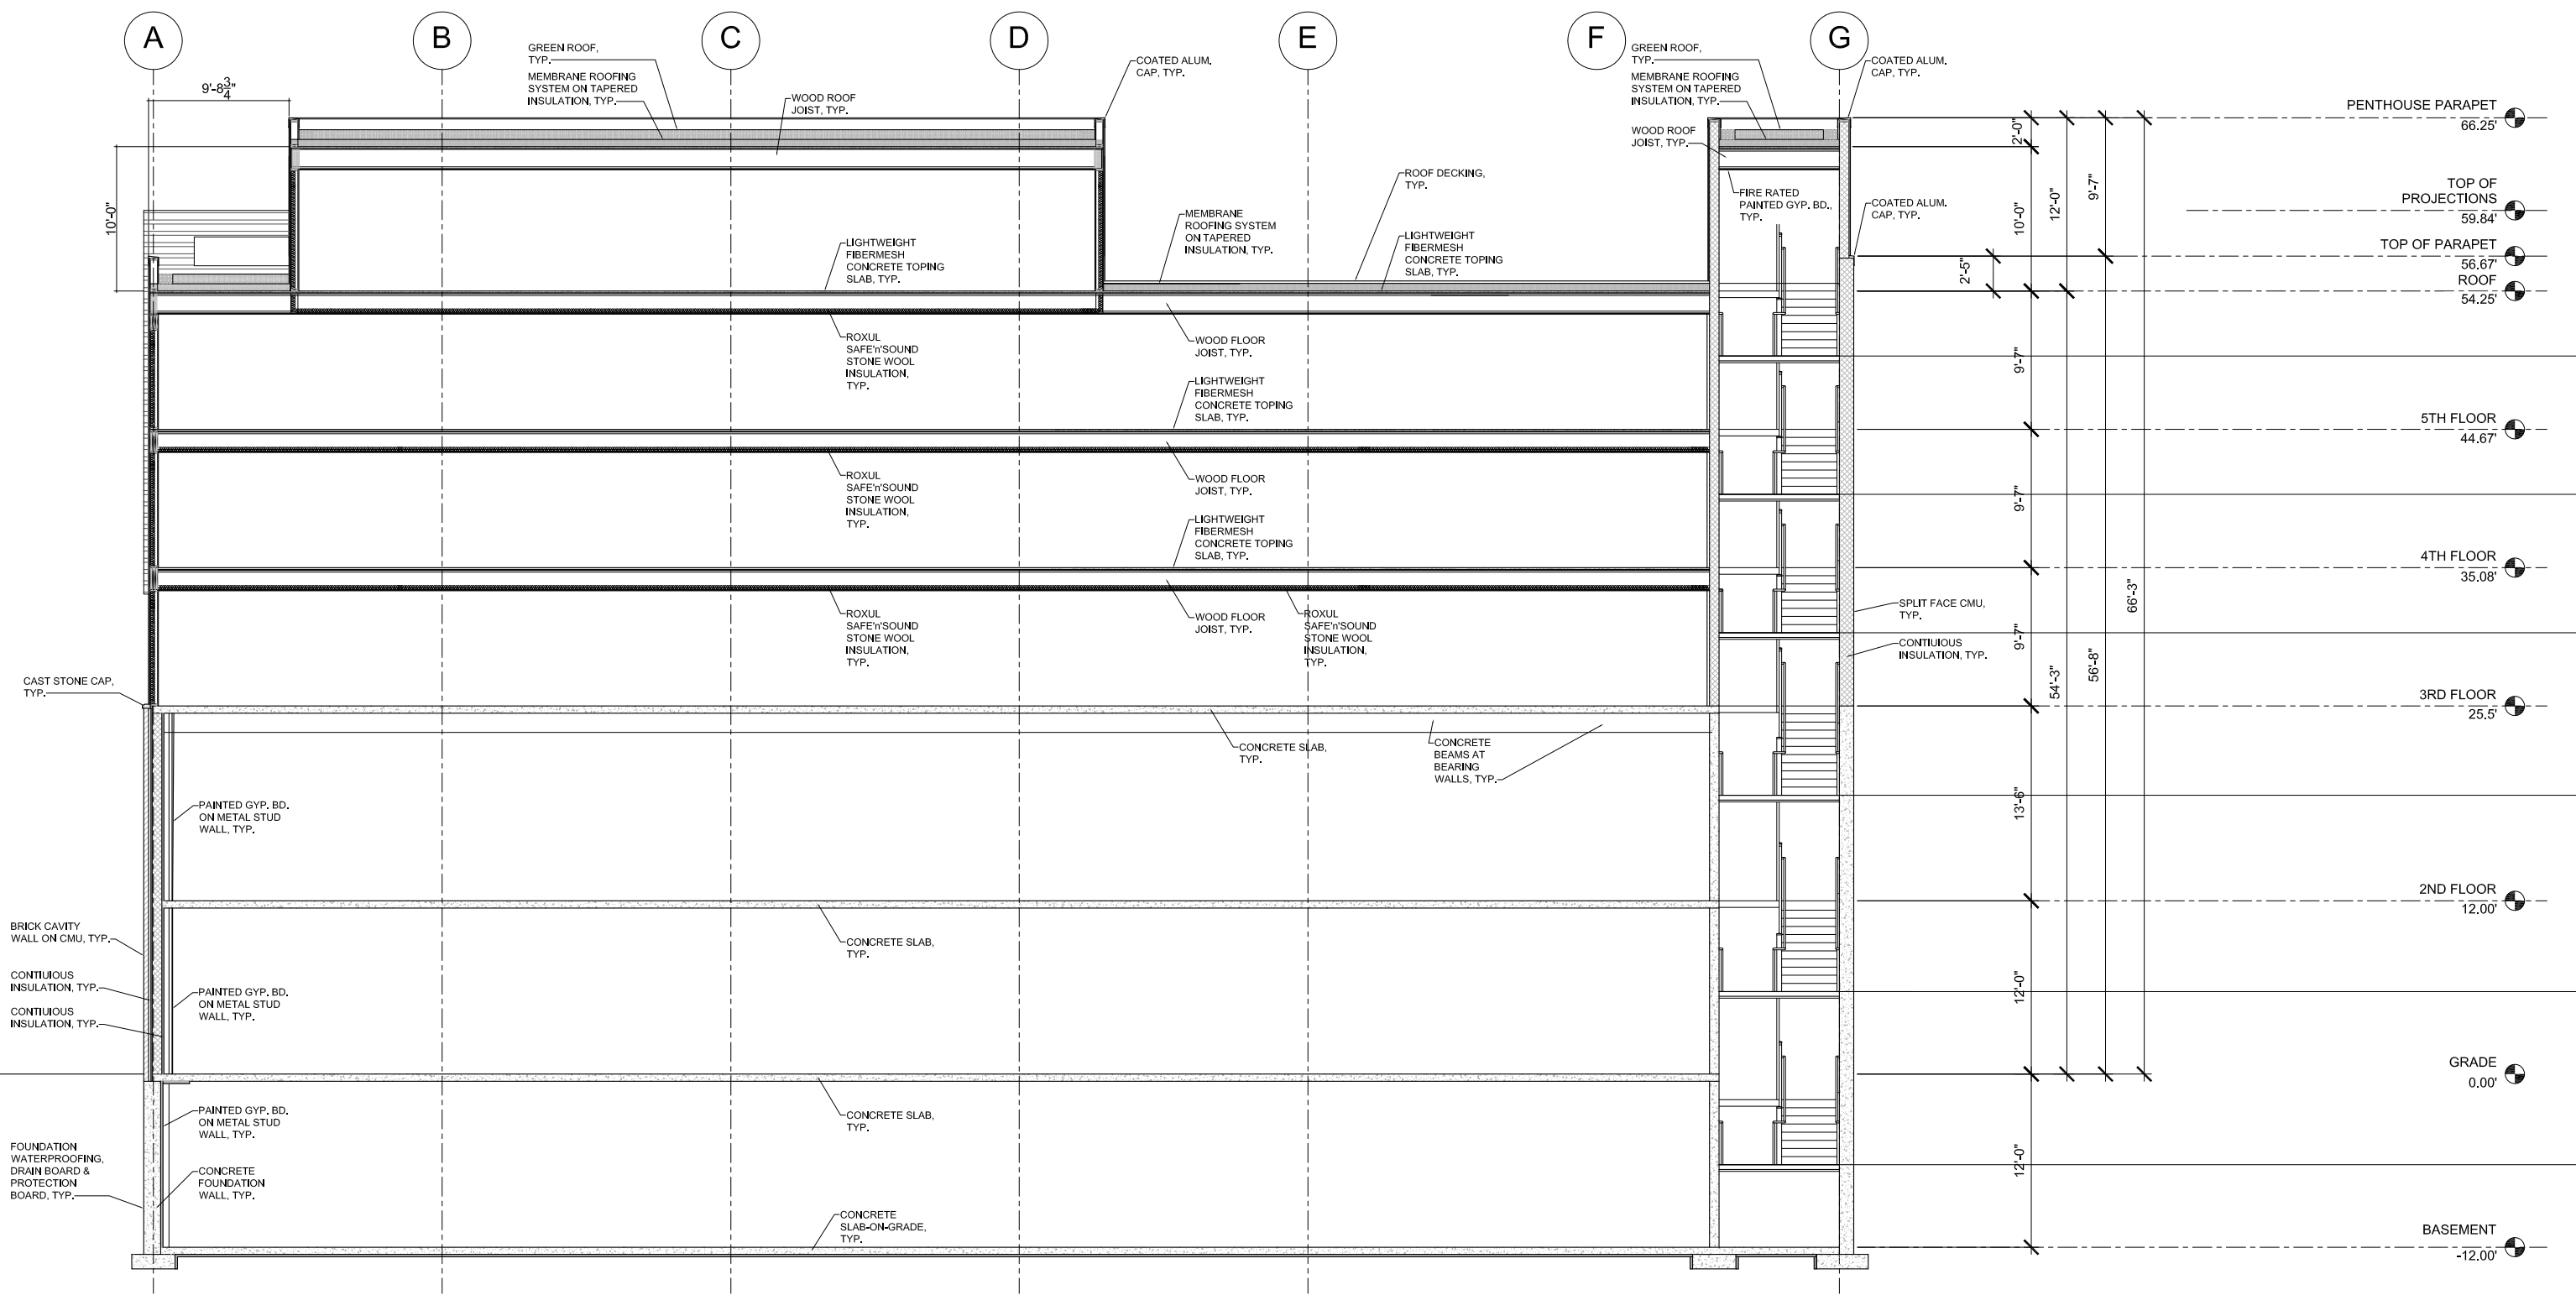 A
B
C
D
E
F
G
9'-8 3/4"
10'-0"
GREEN ROOF,
TYP.
MEMBRANE ROOFING
SYSTEM ON TAPERED
INSULATION, TYP.
WOOD ROOF
JOIST, TYP.
COATED ALUM.
CAP, TYP.
GREEN ROOF,
TYP.
MEMBRANE ROOFING
SYSTEM ON TAPERED
INSULATION, TYP.
WOOD ROOF
JOIST, TYP.
COATED ALUM.
CAP, TYP.
FIRE RATED
PAINTED GYP. BD.,
TYP.
COATED ALUM.
CAP, TYP.
ROOF DECKING,
TYP.
MEMBRANE
ROOFING SYSTEM
ON TAPERED
INSULATION, TYP.
LIGHTWEIGHT
FIBERMESH
CONCRETE TOPING
SLAB, TYP.
LIGHTWEIGHT
FIBERMESH
CONCRETE TOPING
SLAB, TYP.
ROXUL
SAFE'n'SOUND
STONE WOOL
INSULATION,
TYP.
WOOD FLOOR
JOIST, TYP.
LIGHTWEIGHT
FIBERMESH
CONCRETE TOPING
SLAB, TYP.
ROXUL
SAFE'n'SOUND
STONE WOOL
INSULATION,
TYP.
WOOD FLOOR
JOIST, TYP.
LIGHTWEIGHT
FIBERMESH
CONCRETE TOPING
SLAB, TYP.
ROXUL
SAFE'n'SOUND
STONE WOOL
INSULATION,
TYP.
WOOD FLOOR
JOIST, TYP.
ROXUL
SAFE'n'SOUND
STONE WOOL
INSULATION,
TYP.
SPLIT FACE CMU,
TYP.
CONTIUIOUS
INSULATION, TYP.
CAST STONE CAP,
TYP.
CONCRETE SLAB,
TYP.
CONCRETE
BEAMS AT
BEARING
WALLS, TYP.
PAINTED GYP. BD.
ON METAL STUD
WALL, TYP.
BRICK CAVITY
WALL ON CMU, TYP.
CONTIUIOUS
INSULATION, TYP.
CONTIUIOUS
INSULATION, TYP.
CONCRETE SLAB,
TYP.
PAINTED GYP. BD.
ON METAL STUD
WALL, TYP.
PAINTED GYP. BD.
ON METAL STUD
WALL, TYP.
CONCRETE SLAB,
TYP.
FOUNDATION
WATERPROOFING,
DRAIN BOARD &
PROTECTION
BOARD, TYP.
CONCRETE
FOUNDATION
WALL, TYP.
CONCRETE
SLAB-ON-GRADE,
TYP.
2'-0"
10'-0"
12'-0"
9'-7"
2'-5"
9'-7"
9'-7"
9'-7"
13'-6"
12'-0"
12'-0"
54'-3"
56'-8"
66'-3"
PENTHOUSE PARAPET
66.25'
TOP OF
PROJECTIONS
59.84'
TOP OF PARAPET
56.67'
ROOF
54.25'
5TH FLOOR
44.67'
4TH FLOOR
35.08'
3RD FLOOR
25.5'
2ND FLOOR
12.00'
GRADE
0.00'
BASEMENT
-12.00'